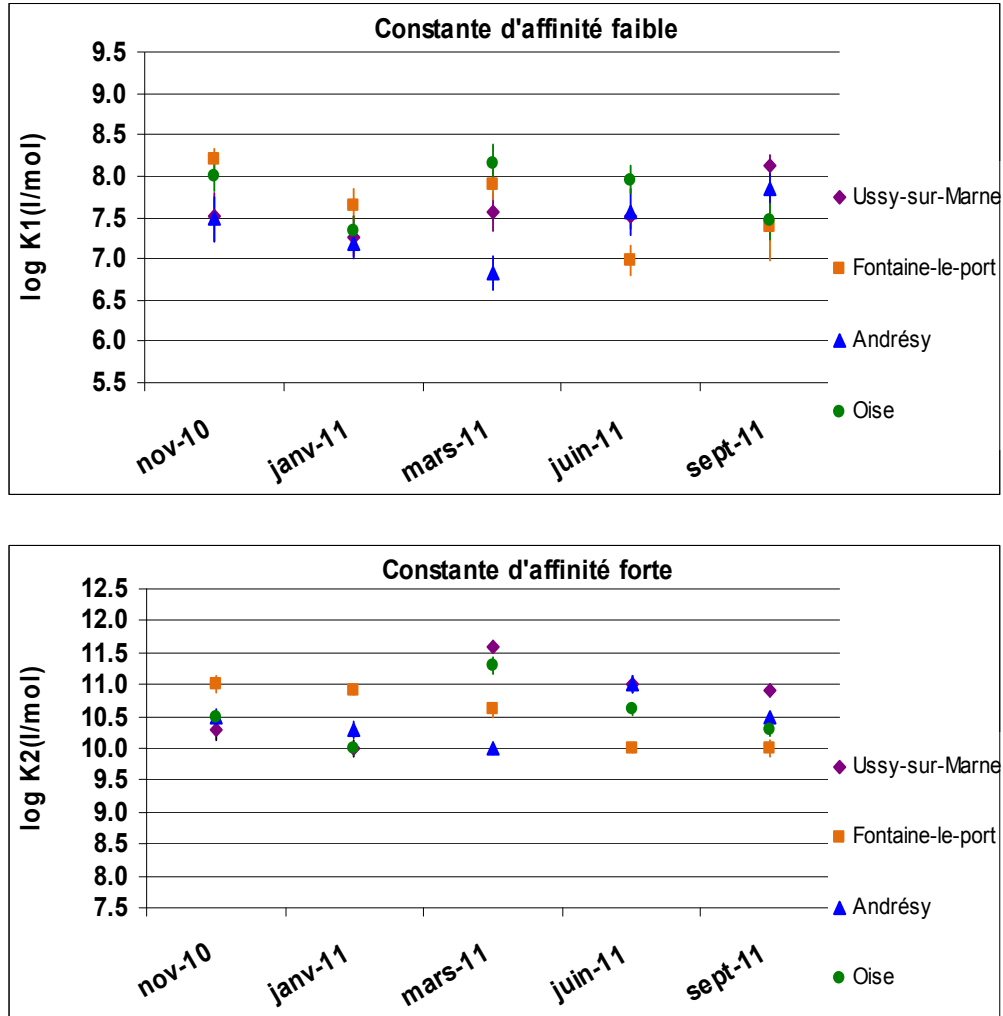 Constante d'affinité faible
log K1(l/mol)
9.5
9.0
8.5
8.0
7.5
7.0
6.5
6.0
5.5
nov-10
janv-11
mars-11
juin-11
sept-11
Ussy-sur-Marne
Fontaine-le-port
Andrésy
Oise
Constante d'affinité forte
log K2(l/mol)
12.5
12.0
11.5
11.0
10.5
10.0
9.5
9.0
8.5
8.0
7.5
nov-10
janv-11
mars-11
juin-11
sept-11
Ussy-sur-Marne
Fontaine-le-port
Andrésy
Oise